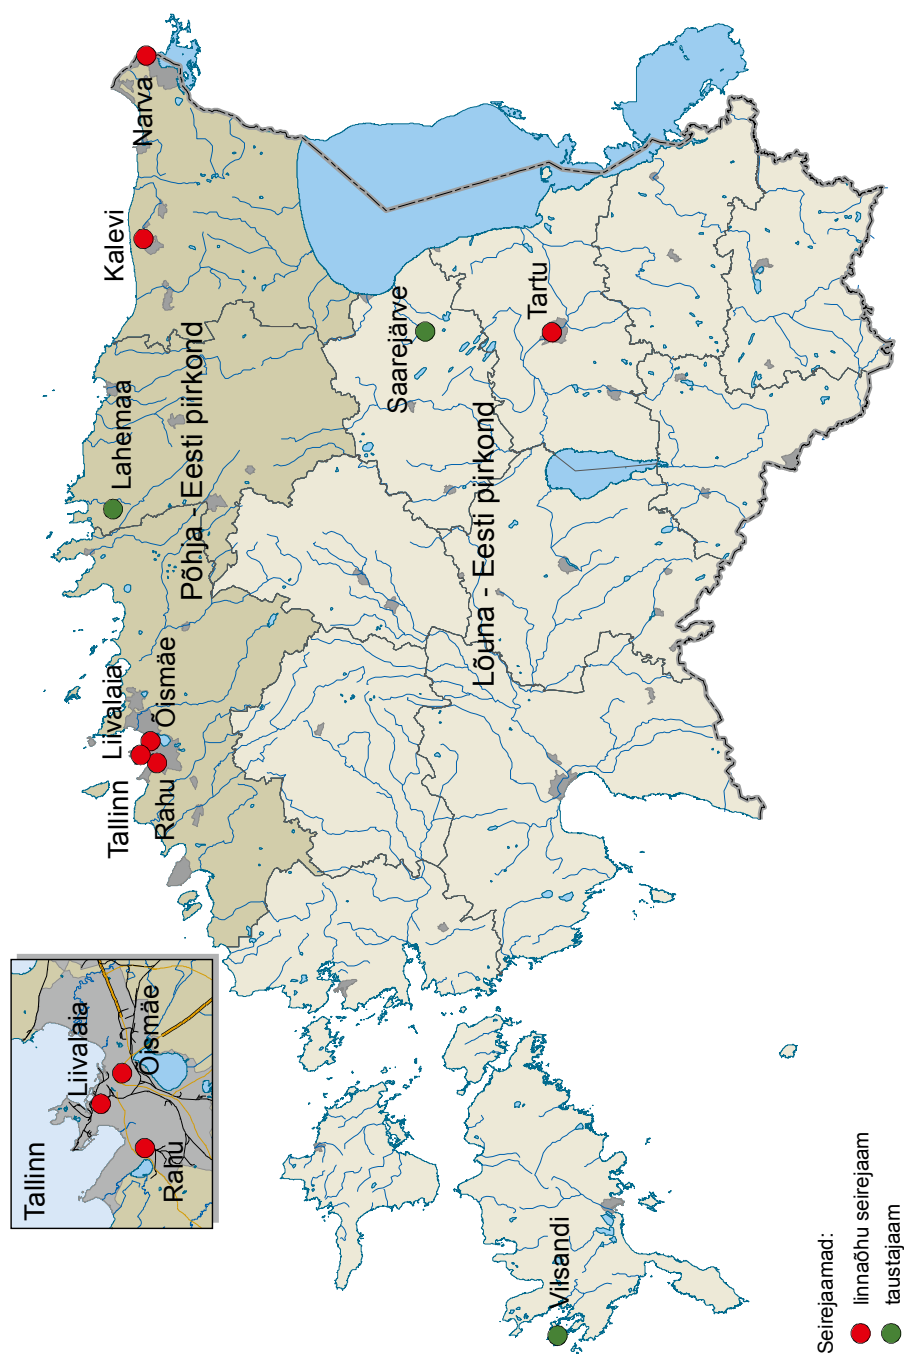 Tallinn
Liivalaia
Õismäe
Rahu
Tallinn
Liivalaia
Õismäe
Rahu
Lahemaa
Kalevi
Narva
Põhja - Eesti piirkond
Saarejärve
Tartu
Lõuna - Eesti piirkond
Vilsandi
Seirejaamad:
linnaõhu seirejaam
taustajaam